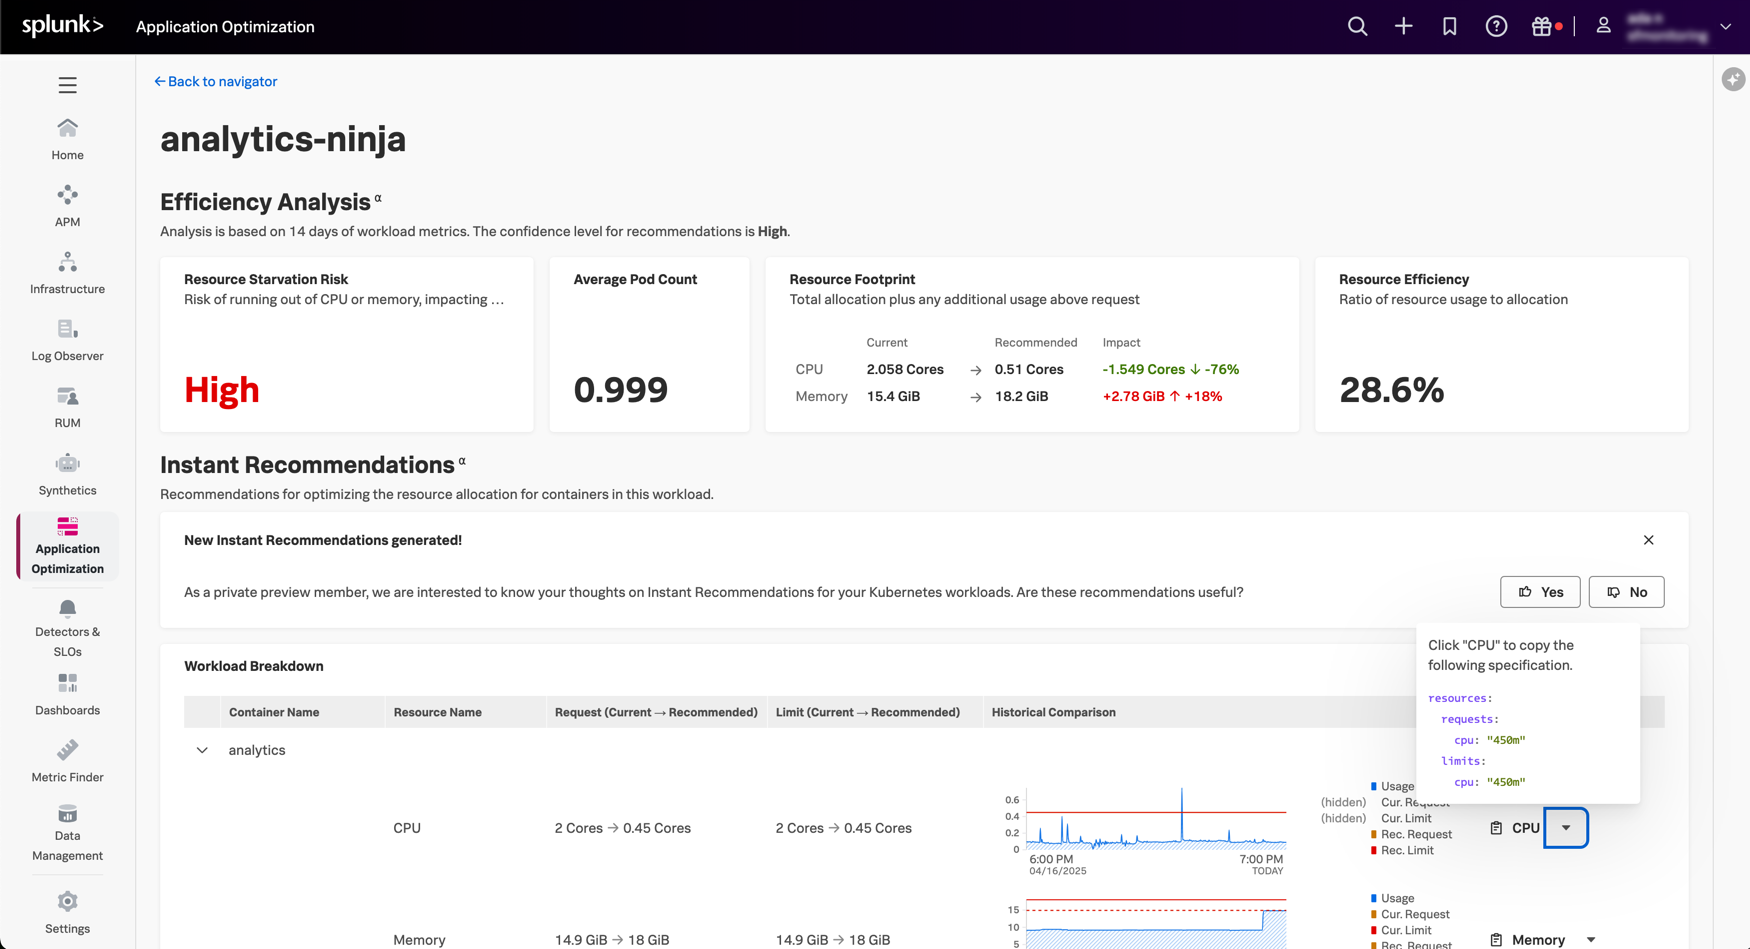 splunk>
Application Optimization
← Back to navigator
Home
APM
Infrastructure
Log Observer
RUM
Synthetics
Application
Optimization
Detectors &
SLOs
Dashboards
Metric Finder
Data
Management
Settings
analytics-ninja
Efficiency Analysis α
Analysis is based on 14 days of workload metrics. The confidence level for recommendations is High.
Resource Starvation Risk
Risk of running out of CPU or memory, impacting …
High
Average Pod Count
0.999
Resource Footprint
Total allocation plus any additional usage above request
Current Recommended Impact
CPU 2.058 Cores → 0.51 Cores -1.549 Cores ↓ -76%
Memory 15.4 GiB → 18.2 GiB +2.78 GiB ↑ +18%
Resource Efficiency
Ratio of resource usage to allocation
28.6%
Instant Recommendations α
Recommendations for optimizing the resource allocation for containers in this workload.
New Instant Recommendations generated!
As a private preview member, we are interested to know your thoughts on Instant Recommendations for your Kubernetes workloads. Are these recommendations useful?
Yes No
Click "CPU" to copy the
following specification.
resources:
requests:
cpu: "450m"
limits:
cpu: "450m"
Workload Breakdown
Container Name Resource Name Request (Current → Recommended) Limit (Current → Recommended) Historical Comparison
analytics
CPU 2 Cores → 0.45 Cores 2 Cores → 0.45 Cores
0.6
0.4
0.2
0
6:00 PM 7:00 PM
04/16/2025 TODAY
Usage
(hidden) Cur. Request
(hidden) Cur. Limit
Rec. Request
Rec. Limit
CPU
Memory 14.9 GiB → 18 GiB 14.9 GiB → 18 GiB
15
10
5
Usage
Cur. Request
Cur. Limit
Rec. Request
Memory